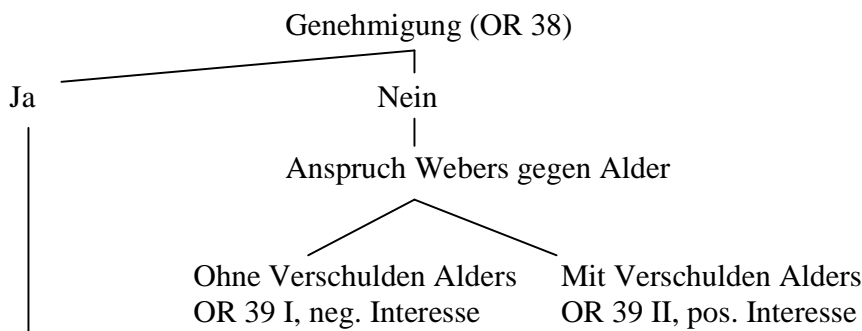 Genehmigung (OR 38)
Ja
Nein
Anspruch Webers gegen Alder
Ohne Verschulden Alders
OR 39 I, neg. Interesse
Mit Verschulden Alders
OR 39 II, pos. Interesse